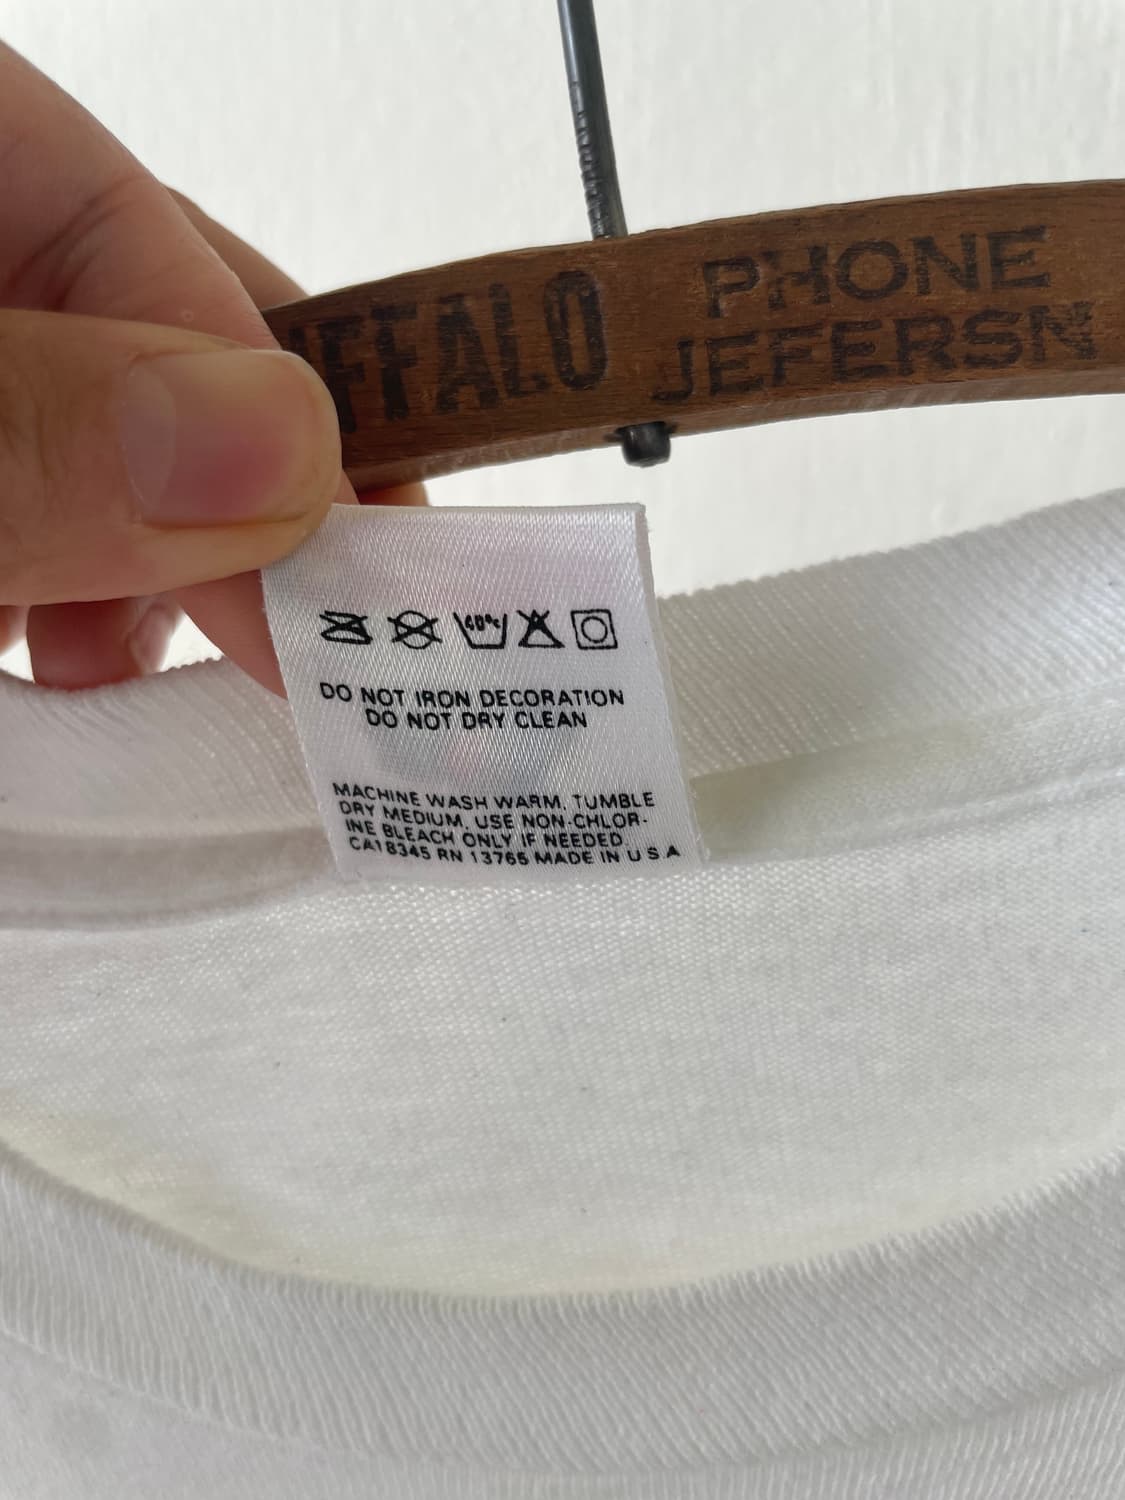 BUFFALO
PHONE
JEFERSN
40°c
DO NOT IRON DECORATION
DO NOT DRY CLEAN
MACHINE WASH WARM, TUMBLE
DRY MEDIUM, USE NON-CHLOR-
INE BLEACH ONLY IF NEEDED.
CA18345 RN 13765 MADE IN U S.A